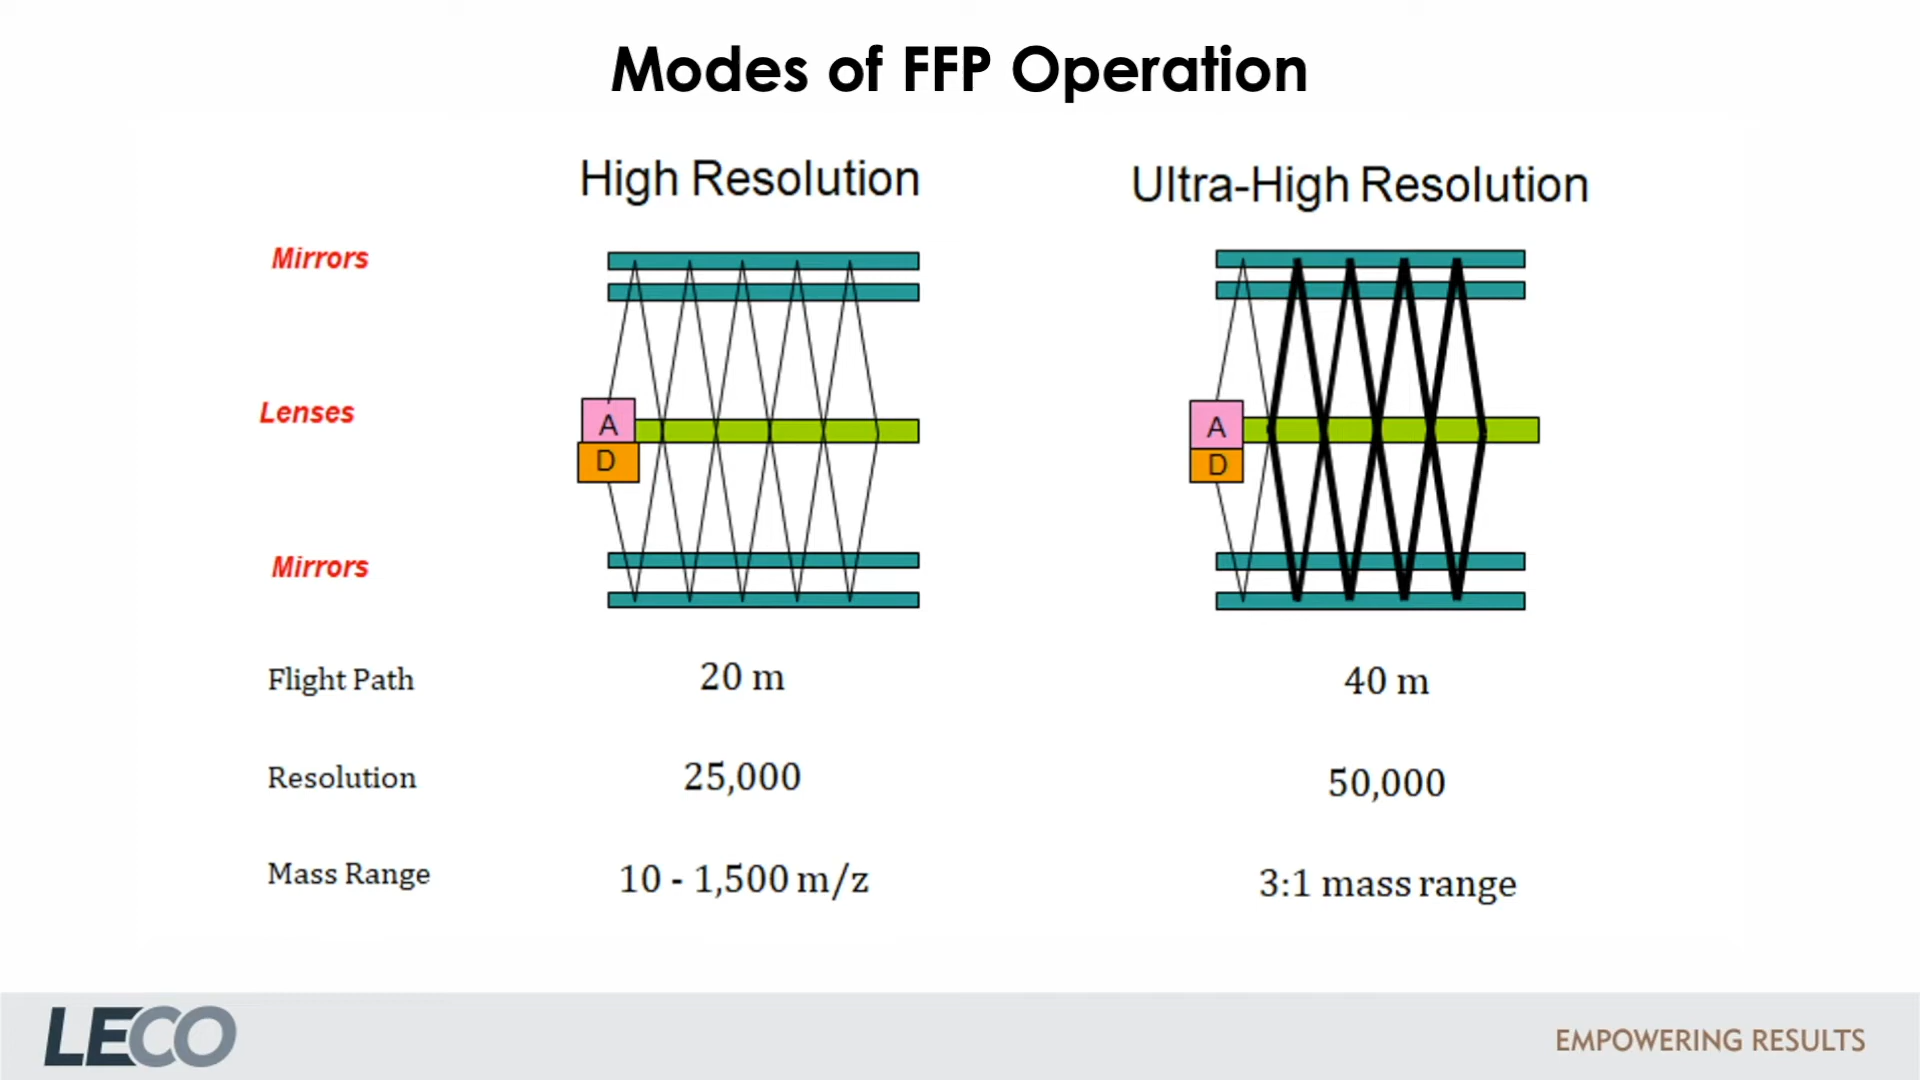 Modes of FFP Operation
High Resolution
Ultra-High Resolution
Mirrors
Lenses
A
D
A
D
Mirrors
Flight Path 20 m 40 m
Resolution 25,000 50,000
Mass Range 10 - 1,500 m/z 3:1 mass range
LECO
EMPOWERING RESULTS